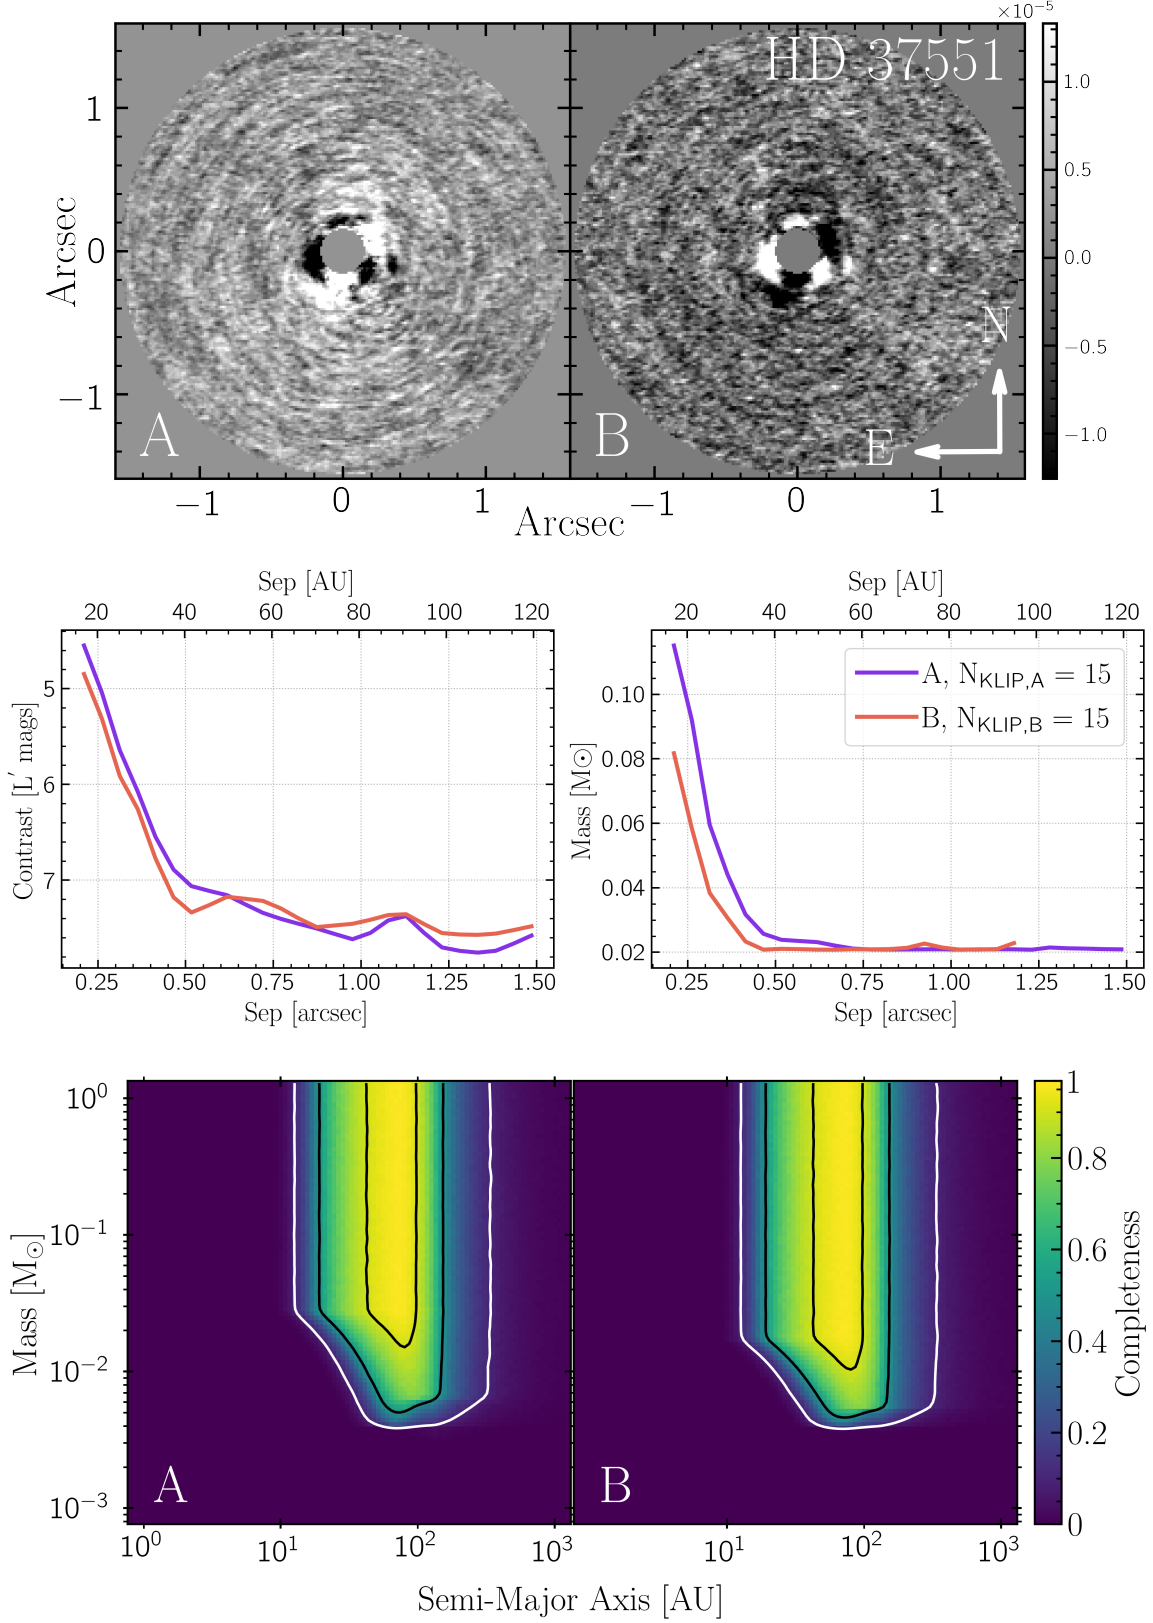 ×10⁻⁵
HD 37551
1
0
−1
Arcsec
A
B
N
E
1.0
0.5
0.0
−0.5
−1.0
−1 0 1 −1 0 1
Arcsec
Sep [AU]
20 40 60 80 100 120
5
6
7
Contrast [L′ mags]
0.25 0.50 0.75 1.00 1.25 1.50
Sep [arcsec]
Sep [AU]
20 40 60 80 100 120
A, N_KLIP,A = 15
B, N_KLIP,B = 15
0.10
0.08
0.06
0.04
0.02
Mass [M⊙]
0.25 0.50 0.75 1.00 1.25 1.50
Sep [arcsec]
10⁰
10⁻¹
10⁻²
10⁻³
Mass [M⊙]
A
B
1
0.8
0.6
0.4
0.2
0
Completeness
10⁰ 10¹ 10² 10³ 10¹ 10² 10³
Semi-Major Axis [AU]